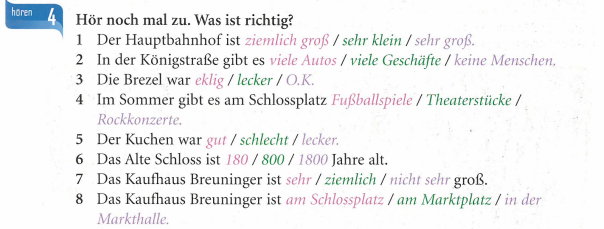 hören 4 Hör noch mal zu. Was ist richtig?
1 Der Hauptbahnhof ist ziemlich groß / sehr klein / sehr groß.
2 In der Königstraße gibt es viele Autos / viele Geschäfte / keine Menschen.
3 Die Brezel war eklig / lecker / O.K.
4 Im Sommer gibt es am Schlossplatz Fußballspiele / Theaterstücke /
Rockkonzerte.
5 Der Kuchen war gut / schlecht / lecker.
6 Das Alte Schloss ist 180 / 800 / 1800 Jahre alt.
7 Das Kaufhaus Breuninger ist sehr / ziemlich / nicht sehr groß.
8 Das Kaufhaus Breuninger ist am Schlossplatz / am Marktplatz / in der
Markthalle.